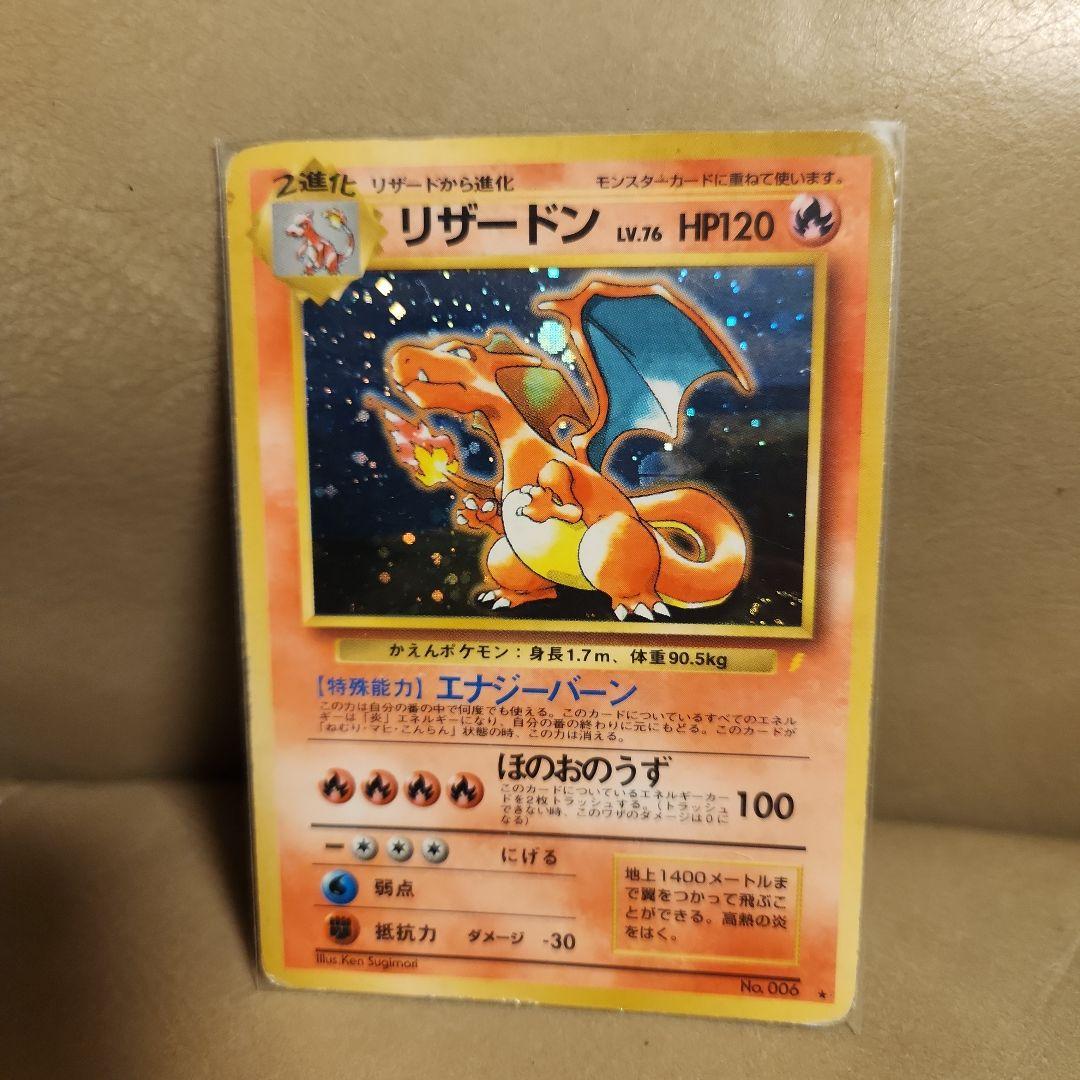 2進化 リザードから進化 モンスターカードに重ねて使います。
リザードン LV.76 HP120
かえんポケモン：身長1.7m、体重90.5kg
【特殊能力】エナジーバーン
この力は自分の番の中で何度でも使える。このカードについているすべてのエネル
ギーは「炎」エネルギーになり、自分の番の終わりに元にもどる。このカードが
「ねむり・マヒ・こんらん」状態の時、この力は消える。
ほのおのうず
このカードについているエネルギーカー
ドを2枚トラッシュする。（トラッシュ
できない時、このワザのダメージは0に
なる）
100
にげる
弱点
抵抗力 ダメージ -30
地上1400メートルま
で翼をつかって飛ぶこ
とができる。高熱の炎
をはく。
Illus.Ken Sugimori
No. 006 ★